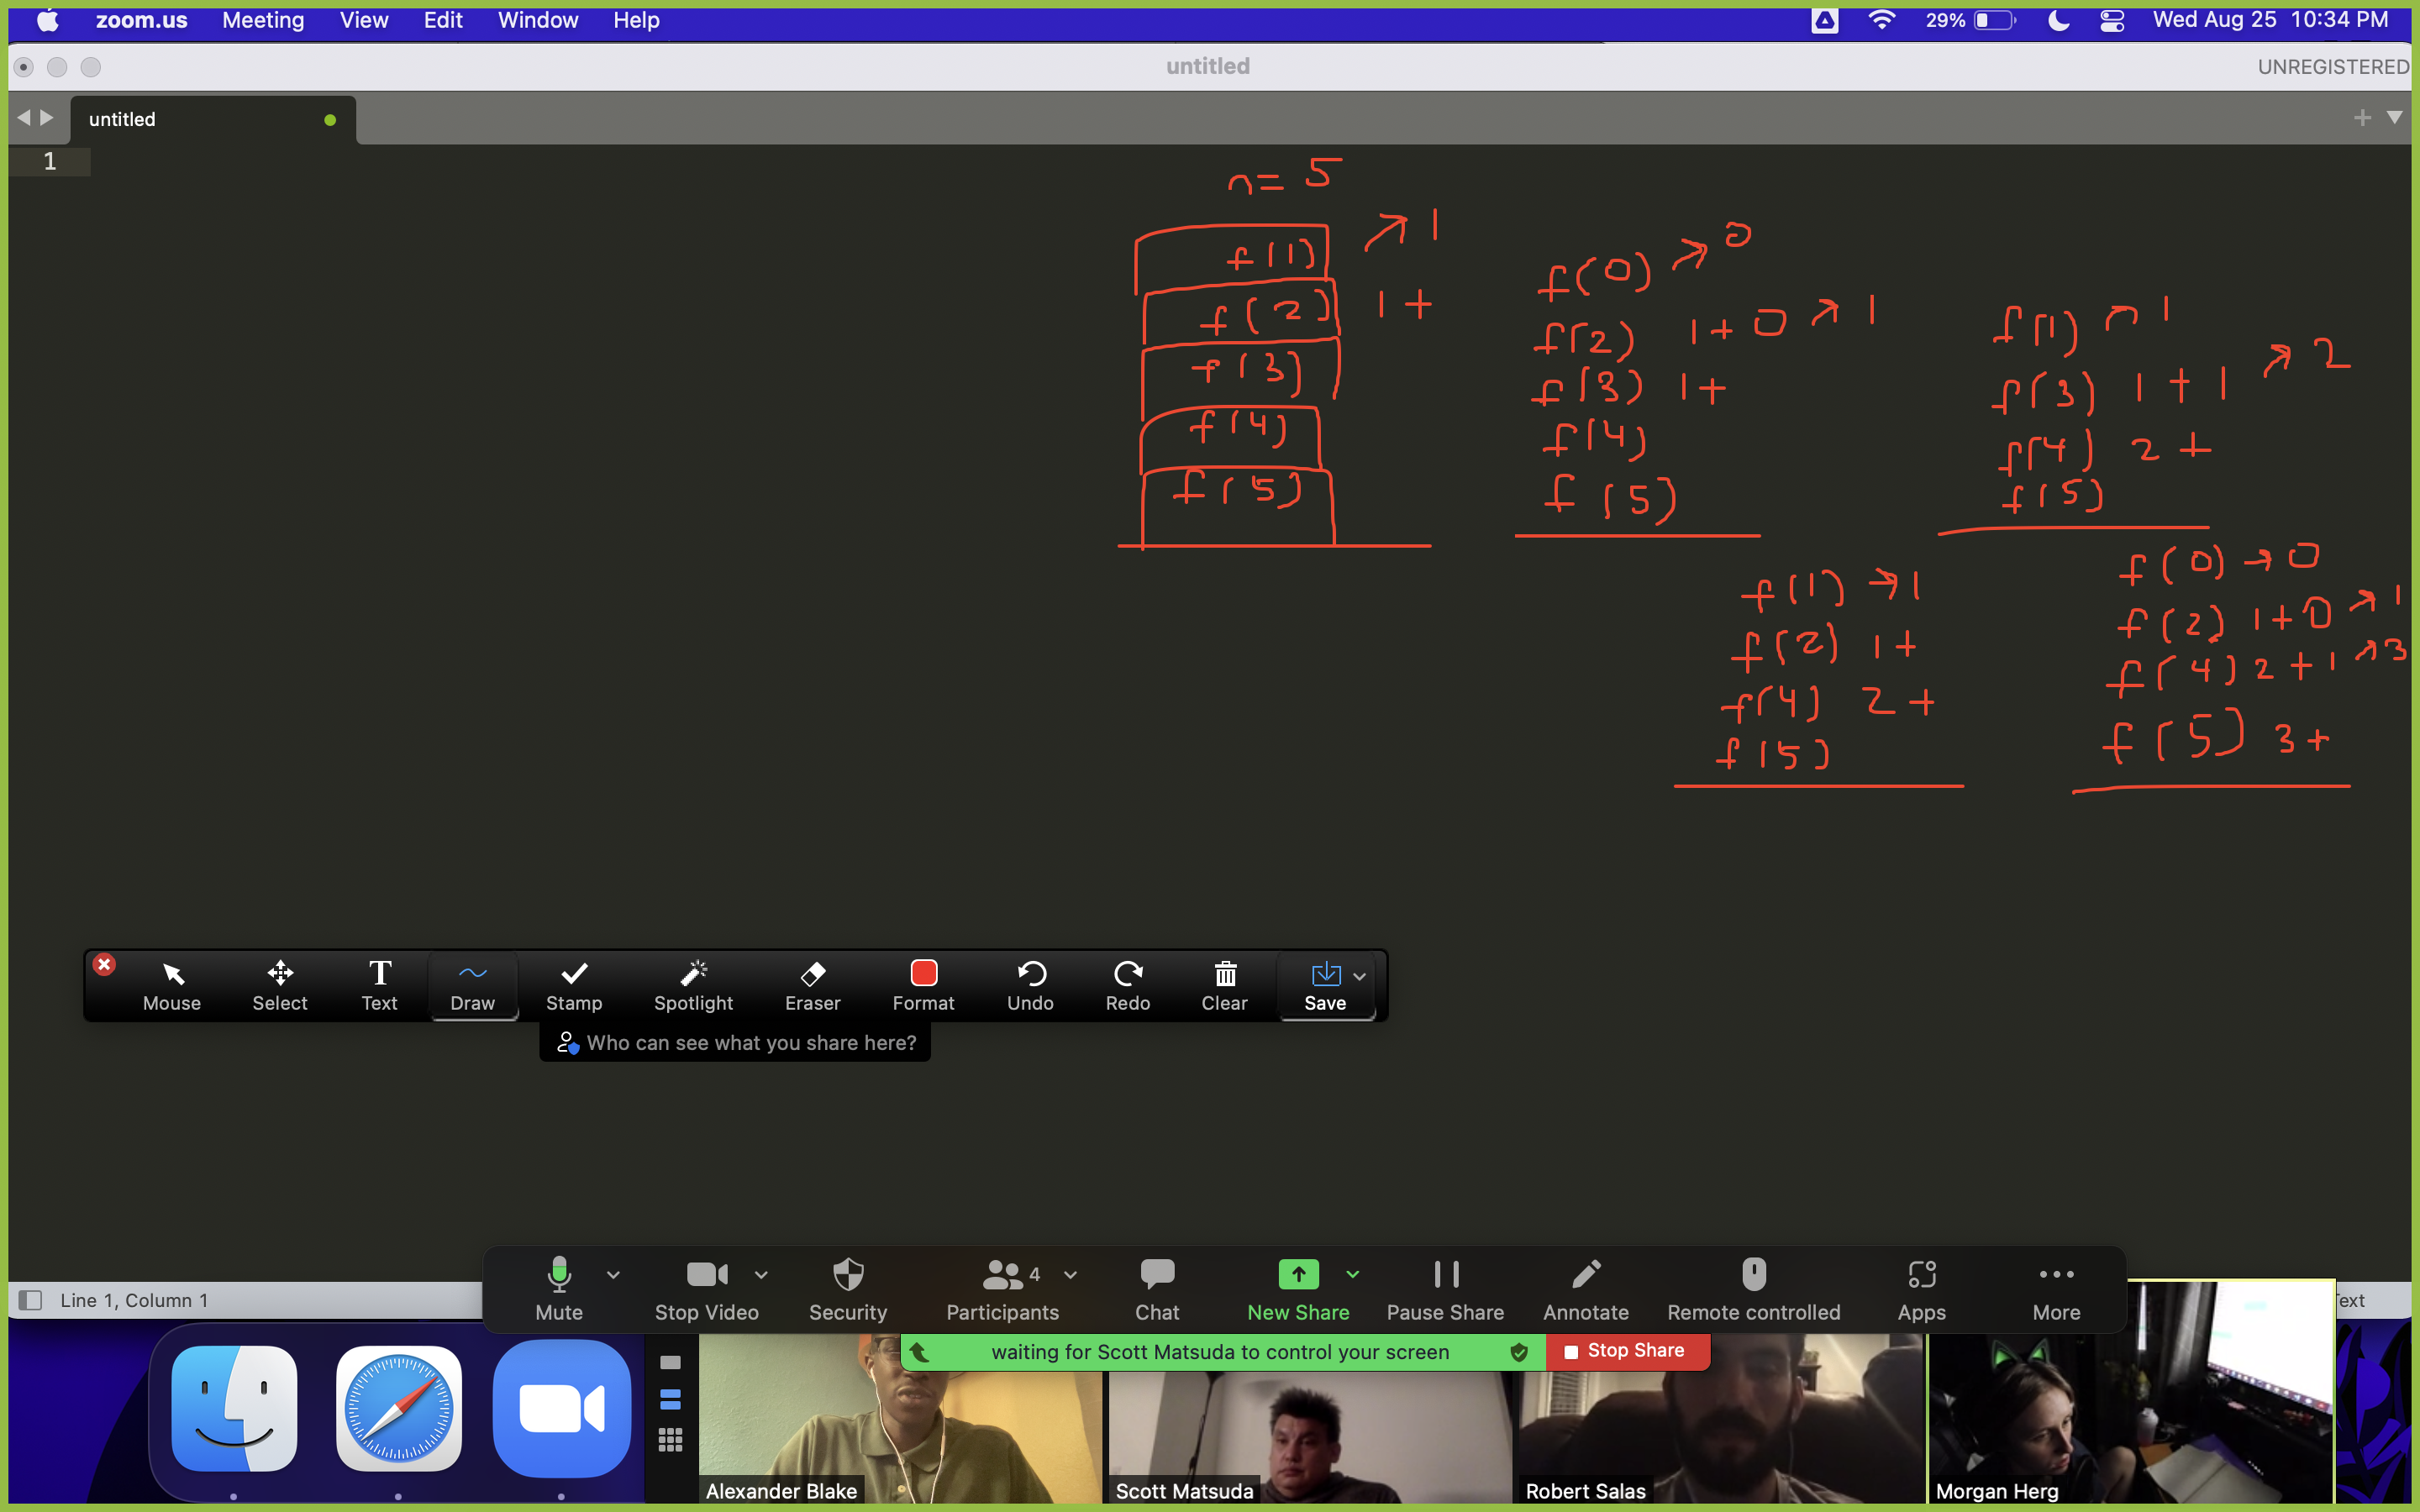 zoom.us Meeting View Edit Window Help 29% Wed Aug 25 10:34 PM
untitled UNREGISTERED
untitled
1
n= 5
f(1) ↗ 1
f(2) 1 +
f(3)
f(4)
f(5)
f(0) ↗ 0
f(2) 1+ 0 ↗ 1
f(3) 1+
f(4)
f(5)
f(1) ↗ 1
f(3) 1 + 1 ↗ 2
f(4) 2 +
f(5)
f(1) → 1
f(2) 1 +
f(4) 2 +
f(5)
f(0) → 0
f(2) 1+0 ↗ 1
f(4) 2 + 1 ↗ 3
f(5) 3 +
Mouse Select Text Draw Stamp Spotlight Eraser Format Undo Redo Clear Save
Who can see what you share here?
Mute Stop Video Security Participants 4 Chat New Share Pause Share Annotate Remote controlled Apps More
Line 1, Column 1 ext
waiting for Scott Matsuda to control your screen Stop Share
Alexander Blake Scott Matsuda Robert Salas Morgan Herg